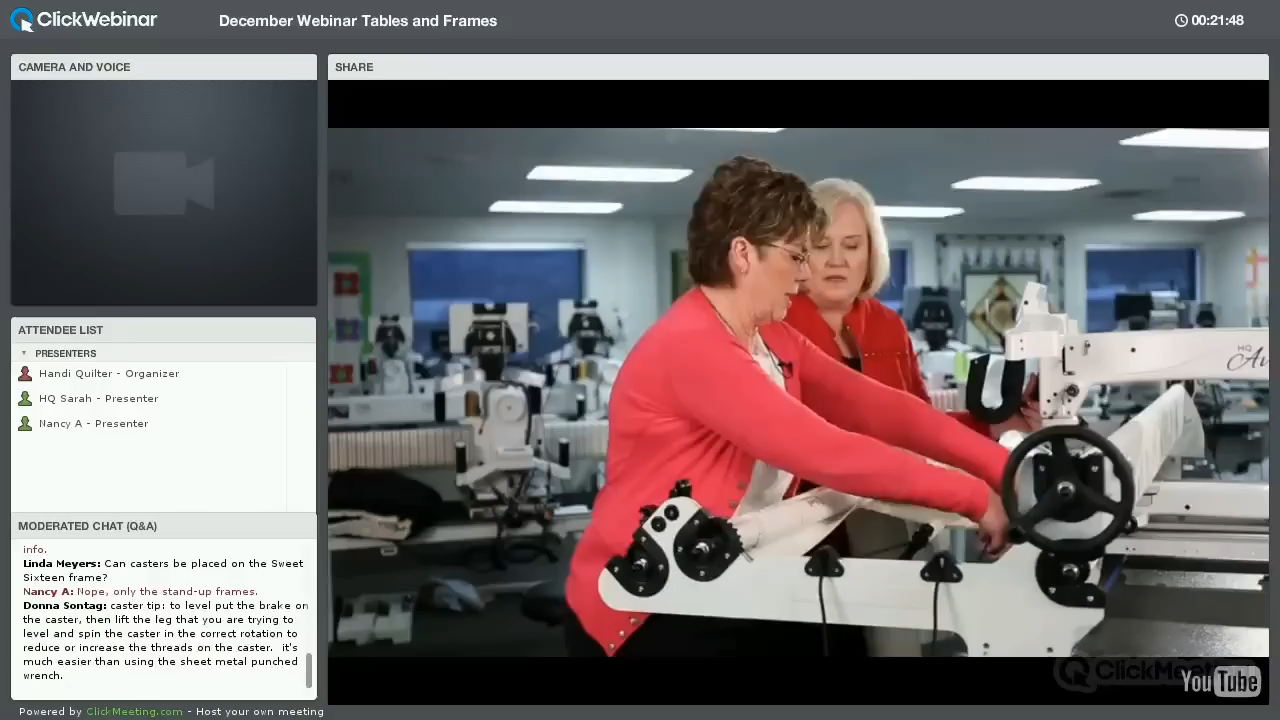 ClickWebinar
December Webinar Tables and Frames
00:21:48
CAMERA AND VOICE
SHARE
ATTENDEE LIST
PRESENTERS
Handi Quilter - Organizer
HQ Sarah - Presenter
Nancy A - Presenter
MODERATED CHAT (Q&A)
info.
Linda Meyers: Can casters be placed on the Sweet
Sixteen frame?
Nancy A: Nope, only the stand-up frames.
Donna Sontag: caster tip: to level put the brake on
the caster, then lift the leg that you are trying to
level and spin the caster in the correct rotation to
reduce or increase the threads on the caster. it's
much easier than using the sheet metal punched
wrench.
HQ
Av
ClickMee
YouTube
Powered by ClickMeeting.com - Host your own meeting